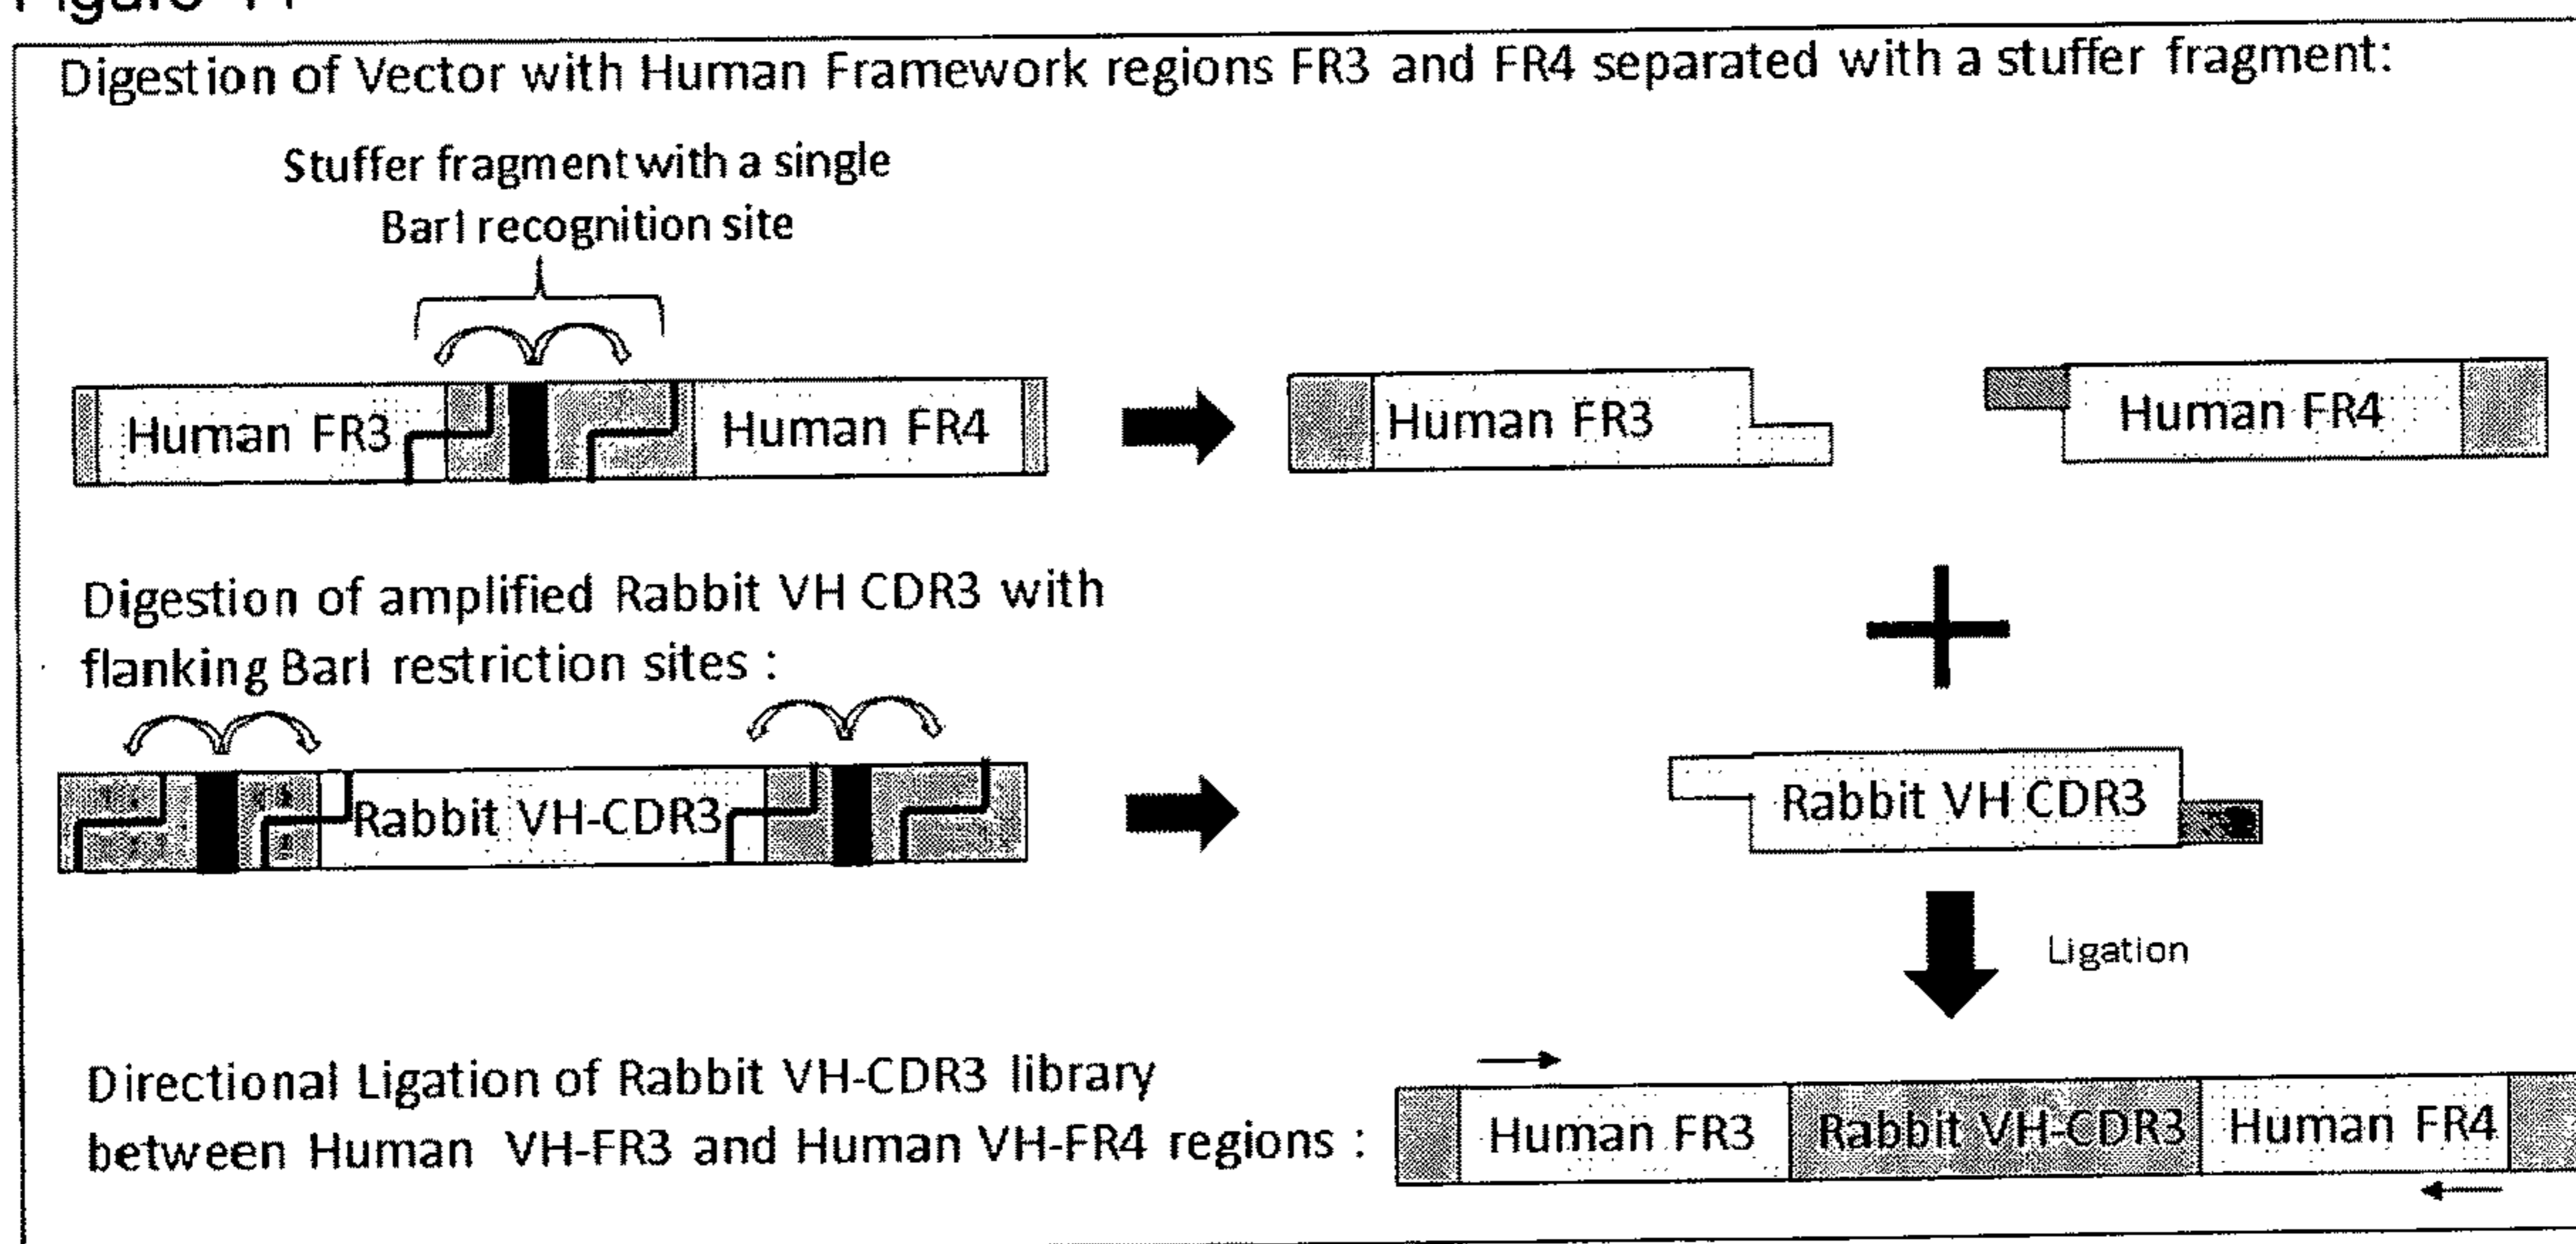 Digestion of Vector with Human Framework regions FR3 and FR4 separated with a stuffer fragment:
Stuffer fragment with a single
BarI recognition site
Human FR3
Human FR4
Human FR3
Human FR4
Digestion of amplified Rabbit VH CDR3 with
flanking BarI restriction sites :
Rabbit VH-CDR3
Rabbit VH CDR3
Ligation
Directional Ligation of Rabbit VH-CDR3 library
between Human VH-FR3 and Human VH-FR4 regions :
Human FR3
Rabbit VH-CDR3
Human FR4